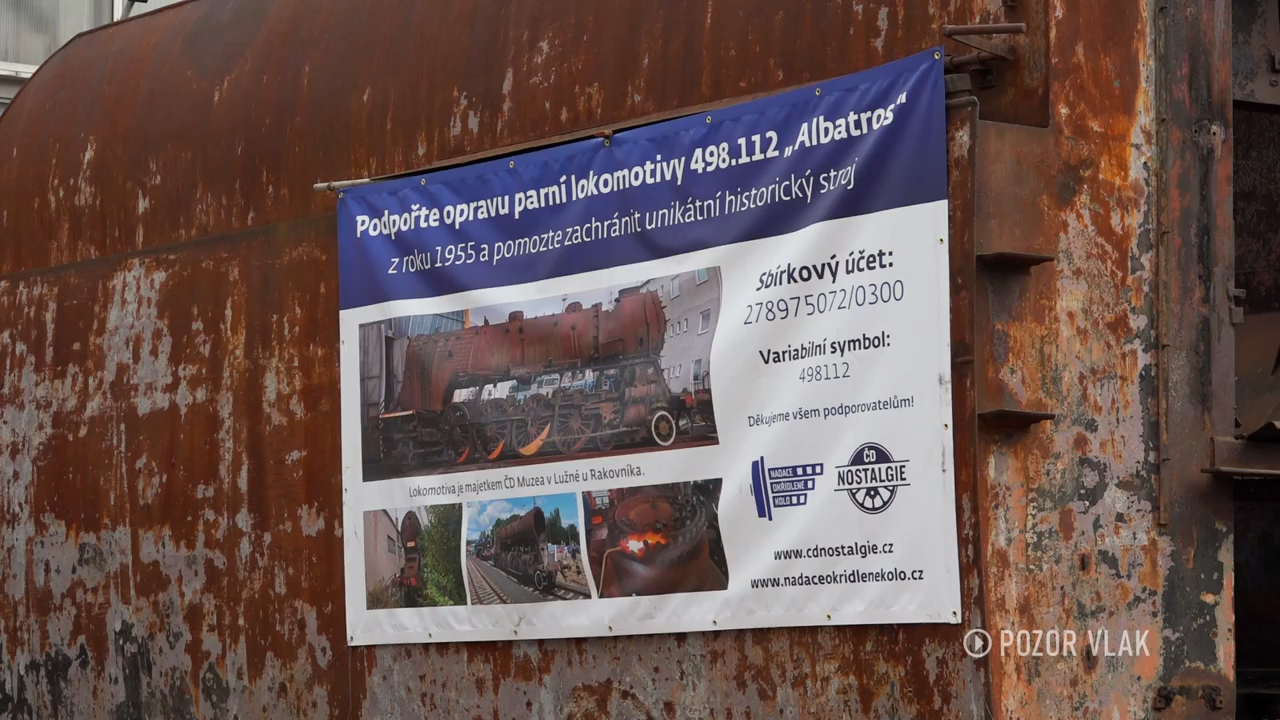 Podpořte opravu parní lokomotivy 498.112 „Albatros“
z roku 1955 a pomozte zachránit unikátní historický stroj
Sbírkový účet:
278975072/0300
Variabilní symbol:
498112
Děkujeme všem podporovatelům!
Lokomotiva je majetkem ČD Muzea v Lužné u Rakovníka.
NADACE
OKŘÍDLENÉ
KOLO
ČD
NOSTALGIE
www.cdnostalgie.cz
www.nadaceokridlenekolo.cz
POZOR VLAK